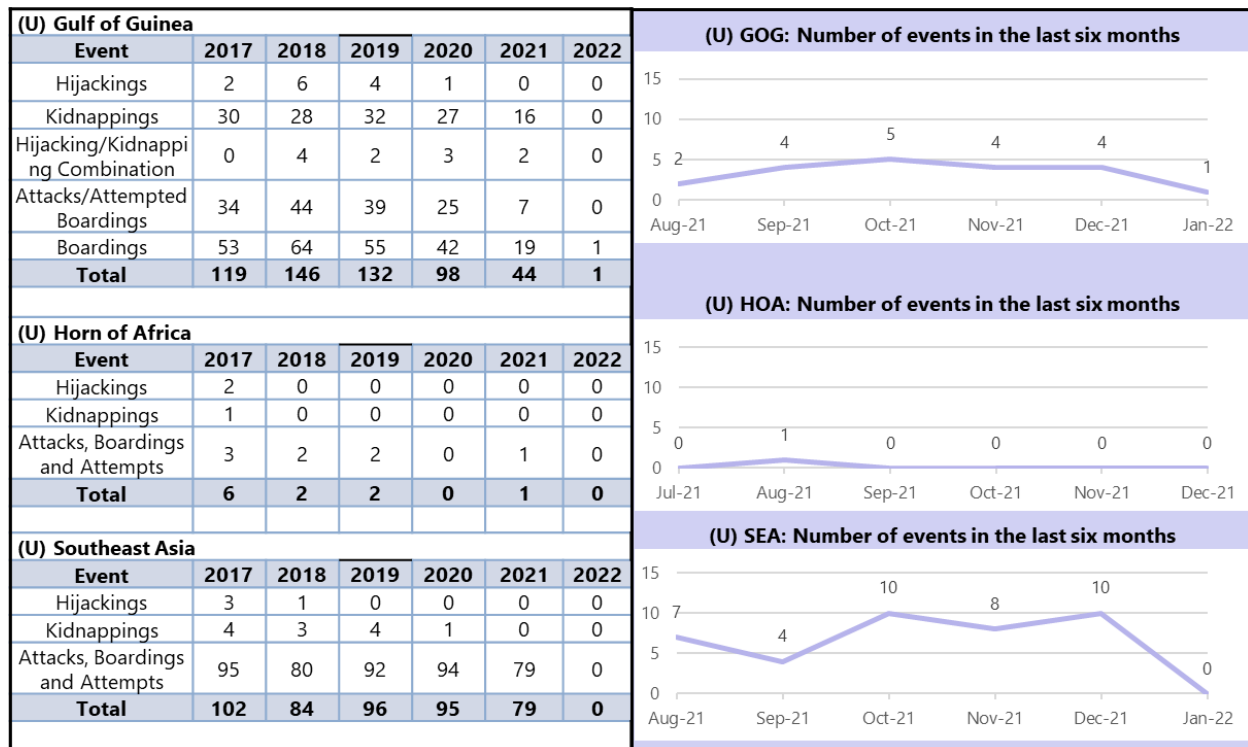 (U) Gulf of Guinea
Event 2017 2018 2019 2020 2021 2022
Hijackings 2 6 4 1 0 0
Kidnappings 30 28 32 27 16 0
Hijacking/Kidnappi
ng Combination 0 4 2 3 2 0
Attacks/Attempted
Boardings 34 44 39 25 7 0
Boardings 53 64 55 42 19 1
Total 119 146 132 98 44 1
(U) Horn of Africa
Event 2017 2018 2019 2020 2021 2022
Hijackings 2 0 0 0 0 0
Kidnappings 1 0 0 0 0 0
Attacks, Boardings
and Attempts 3 2 2 0 1 0
Total 6 2 2 0 1 0
(U) Southeast Asia
Event 2017 2018 2019 2020 2021 2022
Hijackings 3 1 0 0 0 0
Kidnappings 4 3 4 1 0 0
Attacks, Boardings
and Attempts 95 80 92 94 79 0
Total 102 84 96 95 79 0
(U) GOG: Number of events in the last six months
15
10
5
0
2 4 5 4 4 1
Aug-21 Sep-21 Oct-21 Nov-21 Dec-21 Jan-22
(U) HOA: Number of events in the last six months
15
10
5
0
0 1 0 0 0 0
Jul-21 Aug-21 Sep-21 Oct-21 Nov-21 Dec-21
(U) SEA: Number of events in the last six months
15
10
5
0
7 4 10 8 10 0
Aug-21 Sep-21 Oct-21 Nov-21 Dec-21 Jan-22